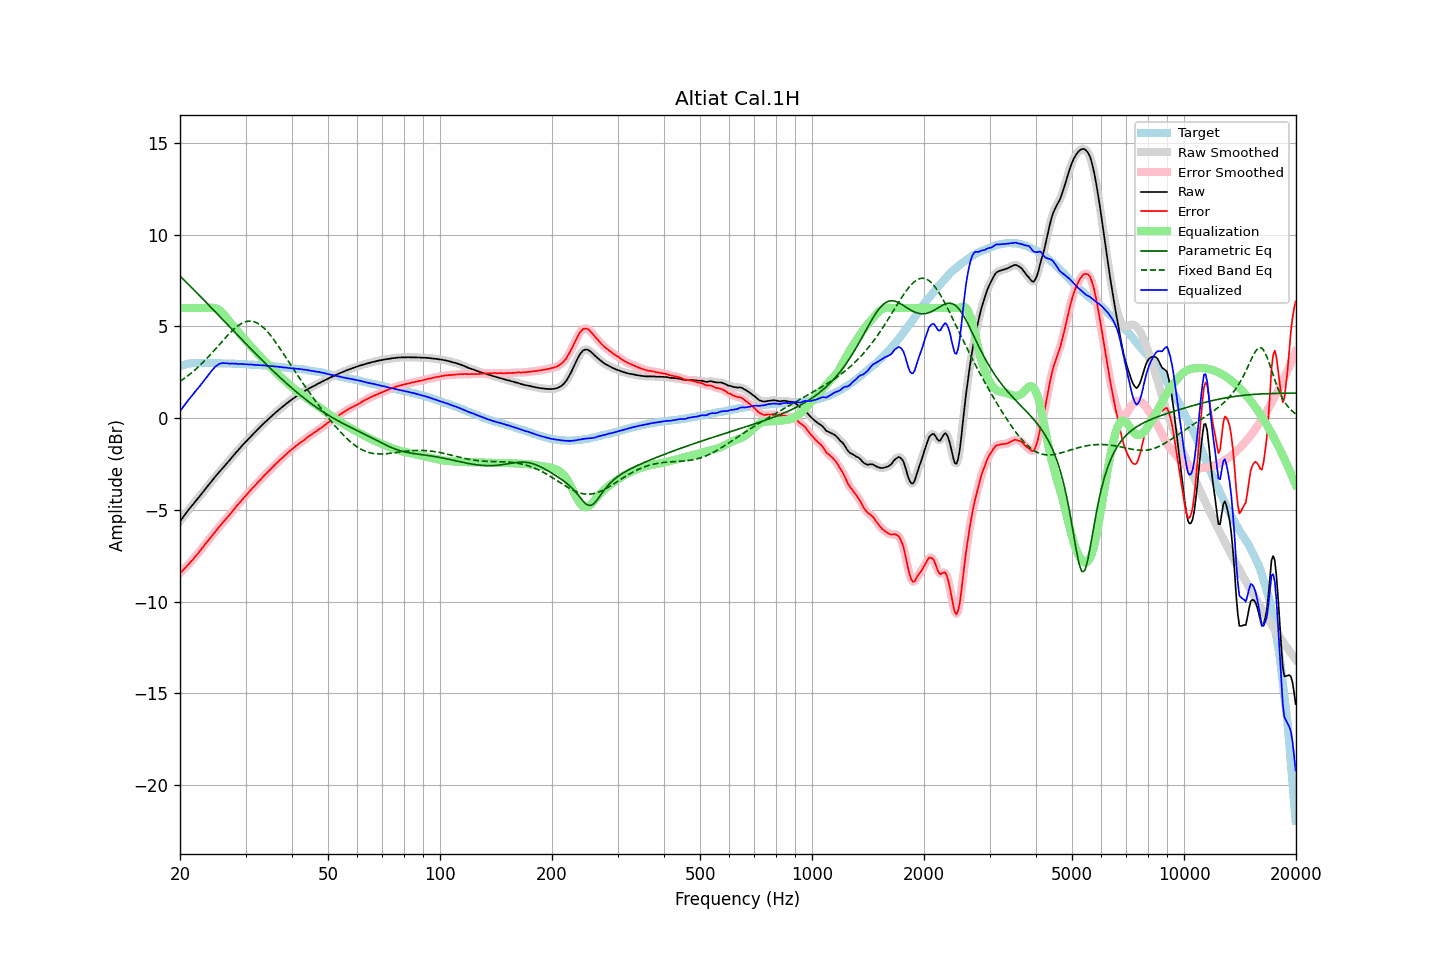 Altiat Cal.1H
Amplitude (dBr)
15
10
5
0
−5
−10
−15
−20
Target
Raw Smoothed
Error Smoothed
Raw
Error
Equalization
Parametric Eq
Fixed Band Eq
Equalized
20 50 100 200 500 1000 2000 5000 10000 20000
Frequency (Hz)